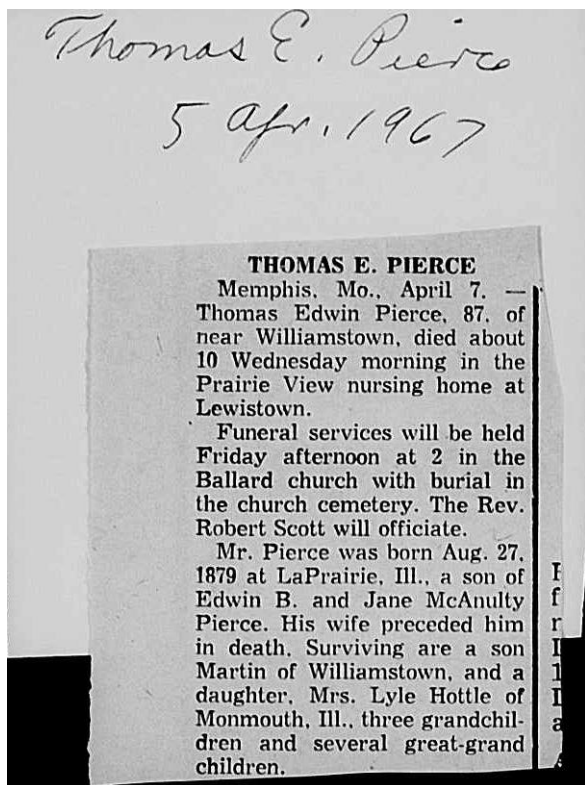 Thomas E. Pierce
5 Apr. 1967
THOMAS E. PIERCE
Memphis, Mo., April 7. —
Thomas Edwin Pierce, 87, of
near Williamstown, died about
10 Wednesday morning in the
Prairie View nursing home at
Lewistown.
Funeral services will be held
Friday afternoon at 2 in the
Ballard church with burial in
the church cemetery. The Rev.
Robert Scott will officiate.
Mr. Pierce was born Aug. 27,
1879 at LaPrairie, Ill., a son of
Edwin B. and Jane McAnulty
Pierce. His wife preceded him
in death. Surviving are a son
Martin of Williamstown, and a
daughter, Mrs. Lyle Hottle of
Monmouth, Ill., three grandchil-
dren and several great-grand
children.